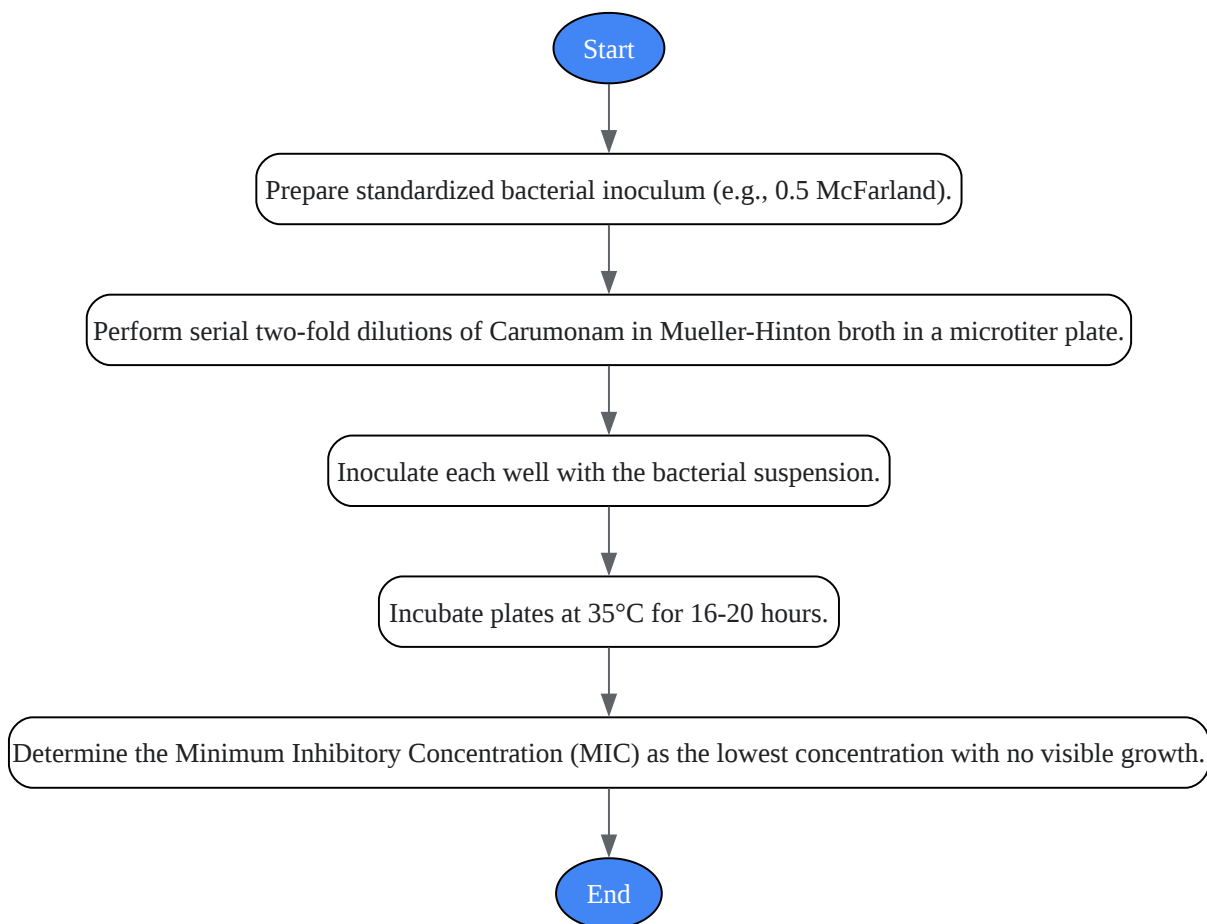 Start
Prepare standardized bacterial inoculum (e.g., 0.5 McFarland).
Perform serial two-fold dilutions of Carumonam in Mueller-Hinton broth in a microtiter plate.
Inoculate each well with the bacterial suspension.
Incubate plates at 35°C for 16-20 hours.
Determine the Minimum Inhibitory Concentration (MIC) as the lowest concentration with no visible growth.
End